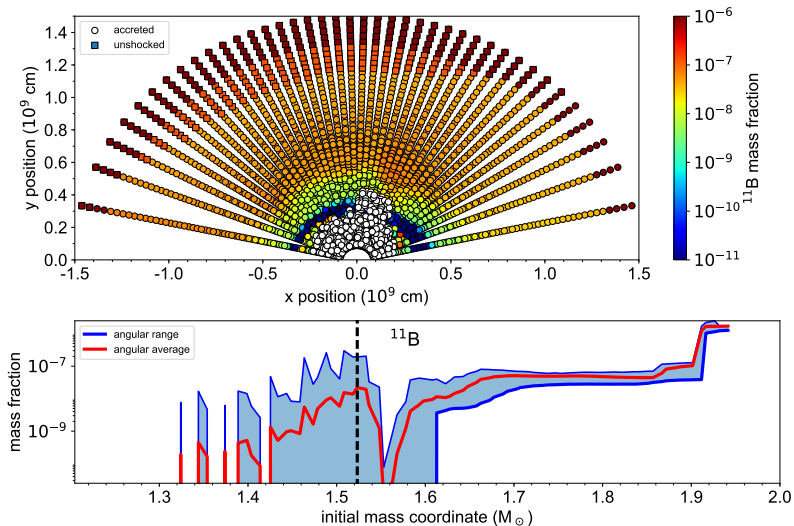 accreted
unshocked
1.4
1.2
1.0
0.8
0.6
0.4
0.2
0.0
y position (10⁹ cm)
-1.5 -1.0 -0.5 0.0 0.5 1.0 1.5
x position (10⁹ cm)
10⁻⁶
10⁻⁷
10⁻⁸
10⁻⁹
10⁻¹⁰
10⁻¹¹
¹¹B mass fraction
angular range
angular average
¹¹B
10⁻⁷
10⁻⁹
mass fraction
1.3 1.4 1.5 1.6 1.7 1.8 1.9 2.0
initial mass coordinate (M☉)